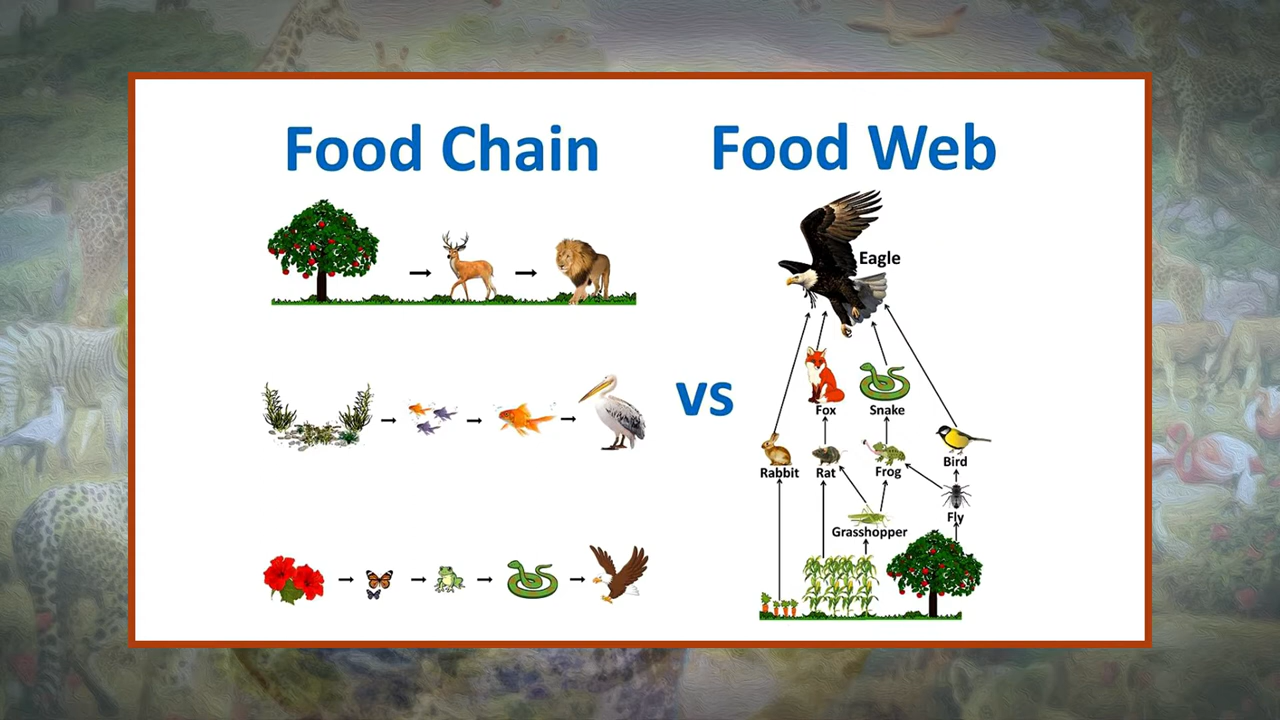 Food Chain
Food Web
Eagle
vs
Fox
Snake
Rabbit
Rat
Frog
Bird
Fly
Grasshopper